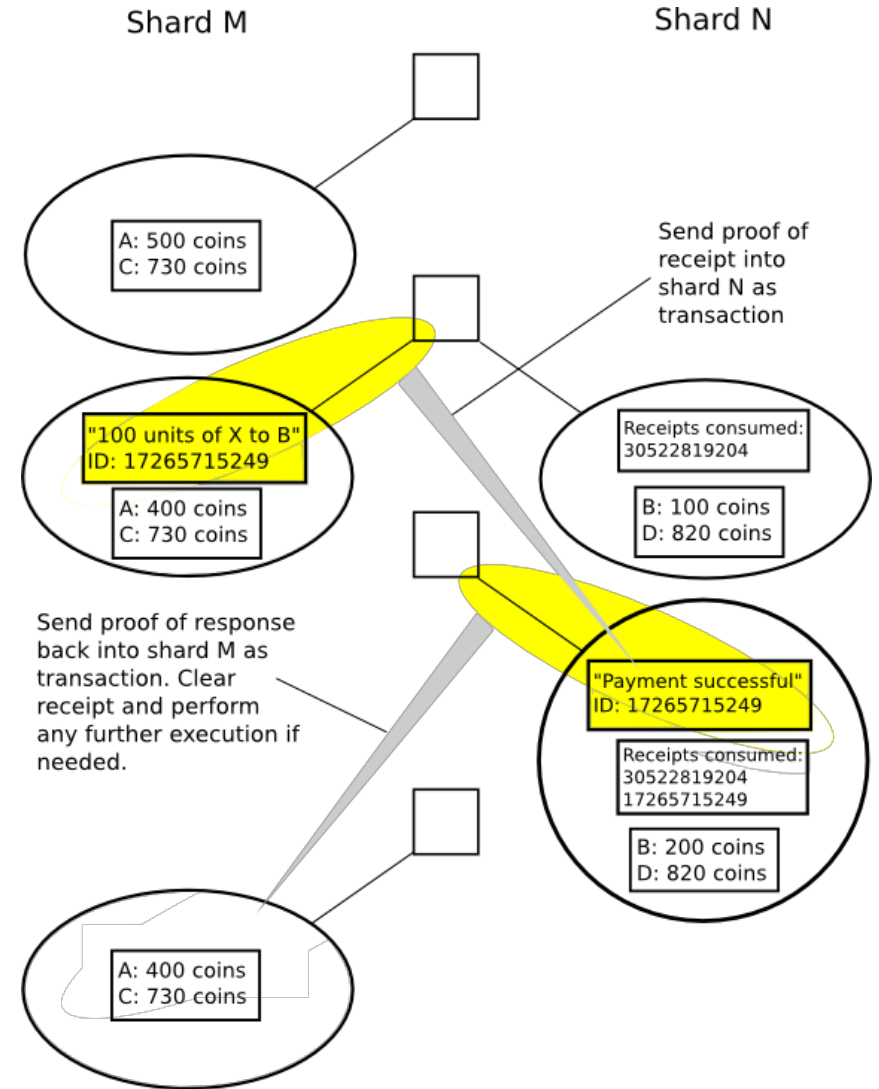 Shard M
Shard N
A: 500 coins
C: 730 coins
Send proof of
receipt into
shard N as
transaction
"100 units of X to B"
ID: 17265715249
A: 400 coins
C: 730 coins
Receipts consumed:
30522819204
B: 100 coins
D: 820 coins
Send proof of response
back into shard M as
transaction. Clear
receipt and perform
any further execution if
needed.
"Payment successful"
ID: 17265715249
Receipts consumed:
30522819204
17265715249
B: 200 coins
D: 820 coins
A: 400 coins
C: 730 coins